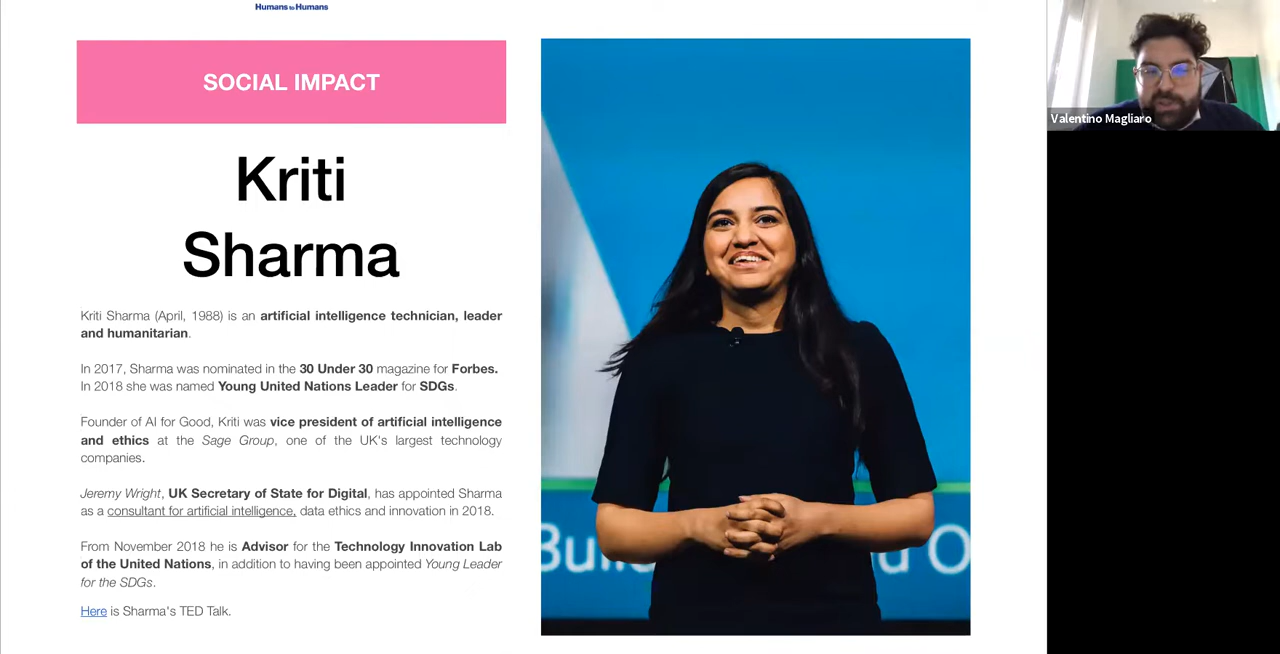 Humans to Humans
SOCIAL IMPACT
Kriti
Sharma
Kriti Sharma (April, 1988) is an artificial intelligence technician, leader
and humanitarian.
In 2017, Sharma was nominated in the 30 Under 30 magazine for Forbes.
In 2018 she was named Young United Nations Leader for SDGs.
Founder of AI for Good, Kriti was vice president of artificial intelligence
and ethics at the Sage Group, one of the UK's largest technology
companies.
Jeremy Wright, UK Secretary of State for Digital, has appointed Sharma
as a consultant for artificial intelligence, data ethics and innovation in 2018.
From November 2018 he is Advisor for the Technology Innovation Lab
of the United Nations, in addition to having been appointed Young Leader
for the SDGs.
Here is Sharma's TED Talk.
Valentino Magliaro